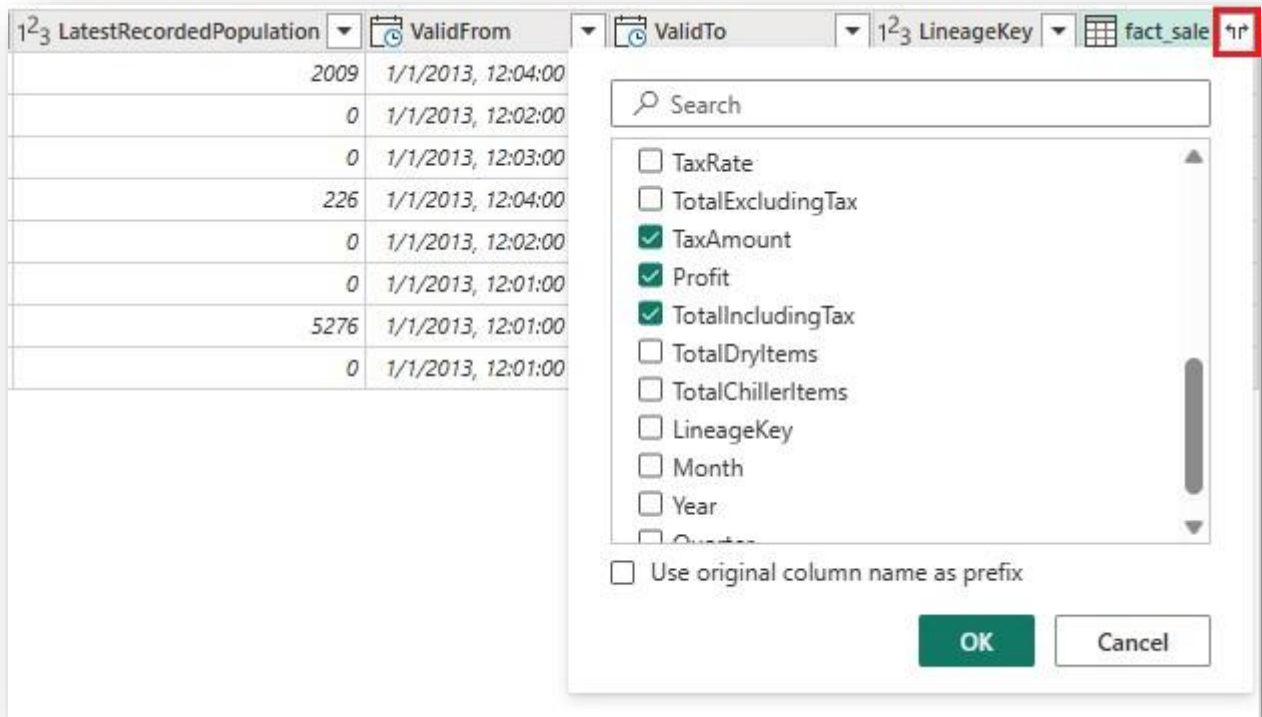 1²3 LatestRecordedPopulation ValidFrom ValidTo 1²3 LineageKey fact_sale
2009 1/1/2013, 12:04:00
0 1/1/2013, 12:02:00
0 1/1/2013, 12:03:00
226 1/1/2013, 12:04:00
0 1/1/2013, 12:02:00
0 1/1/2013, 12:01:00
5276 1/1/2013, 12:01:00
0 1/1/2013, 12:01:00
Search
TaxRate
TotalExcludingTax
TaxAmount
Profit
TotalIncludingTax
TotalDryItems
TotalChillerItems
LineageKey
Month
Year
Use original column name as prefix
OK Cancel